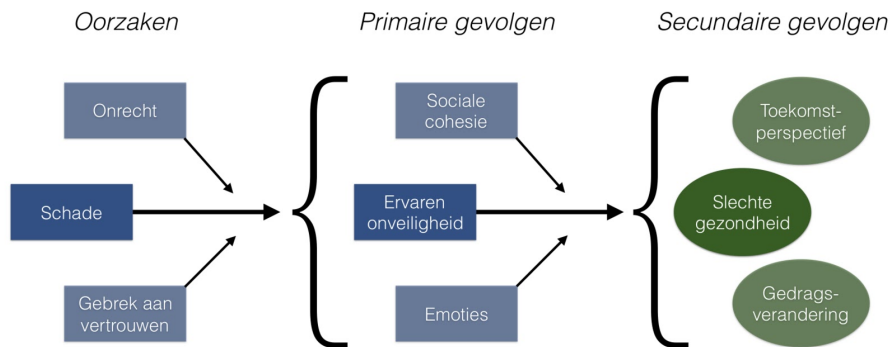 Oorzaken
Primaire gevolgen
Secundaire gevolgen
Onrecht
Schade
Gebrek aan
vertrouwen
Sociale
cohesie
Ervaren
onveiligheid
Emoties
Toekomst-
perspectief
Slechte
gezondheid
Gedrags-
verandering